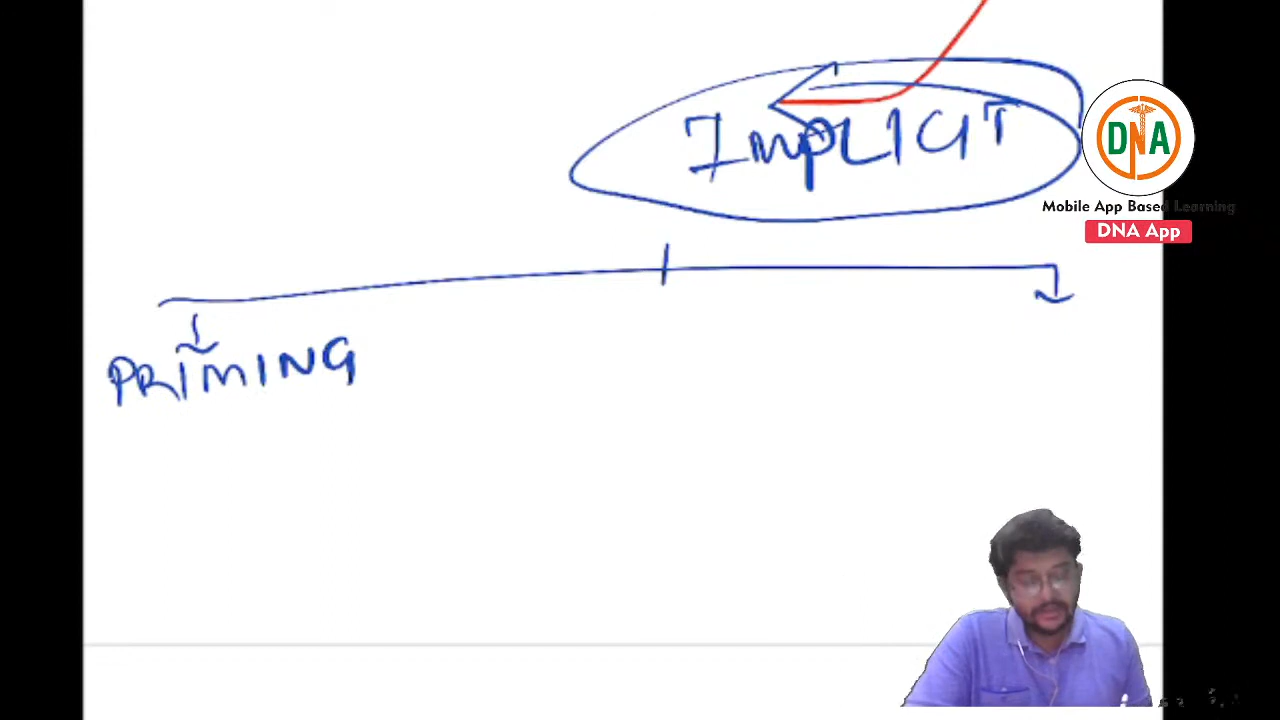 IMPLICIT
DNA
Mobile App Based Learning
DNA App
PRIMING